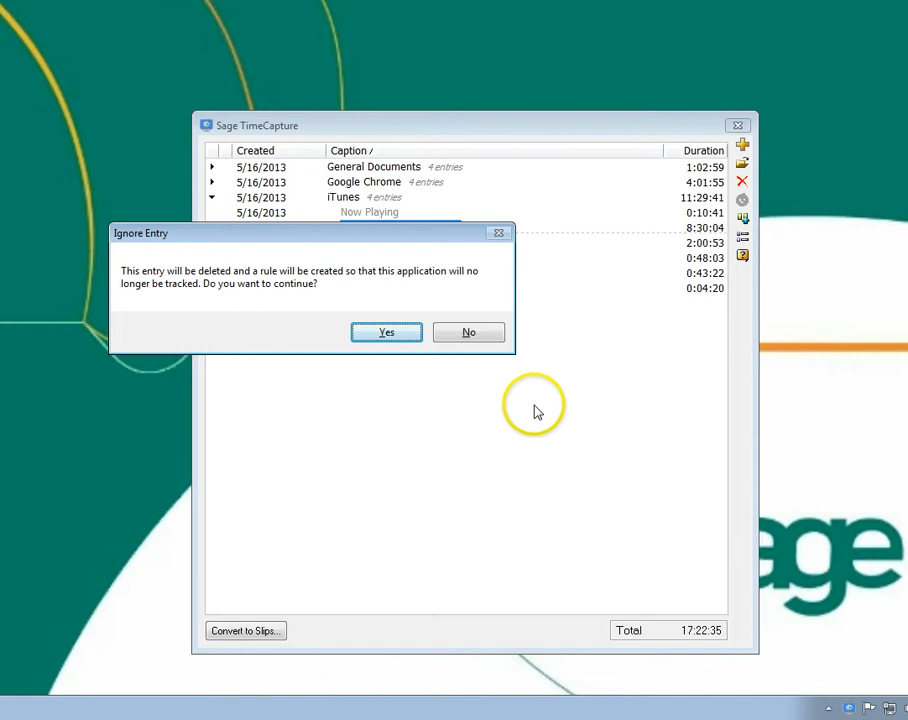 Sage TimeCapture
Created Caption / Duration
5/16/2013 General Documents 4 entries 1:02:59
5/16/2013 Google Chrome 4 entries 4:01:55
5/16/2013 iTunes 4 entries 11:29:41
5/16/2013 Now Playing 0:10:41
Ignore Entry
8:30:04
2:00:53
This entry will be deleted and a rule will be created so that this application will no
0:48:03
longer be tracked. Do you want to continue?
0:43:22
0:04:20
Yes No
age
Convert to Slips... Total 17:22:35